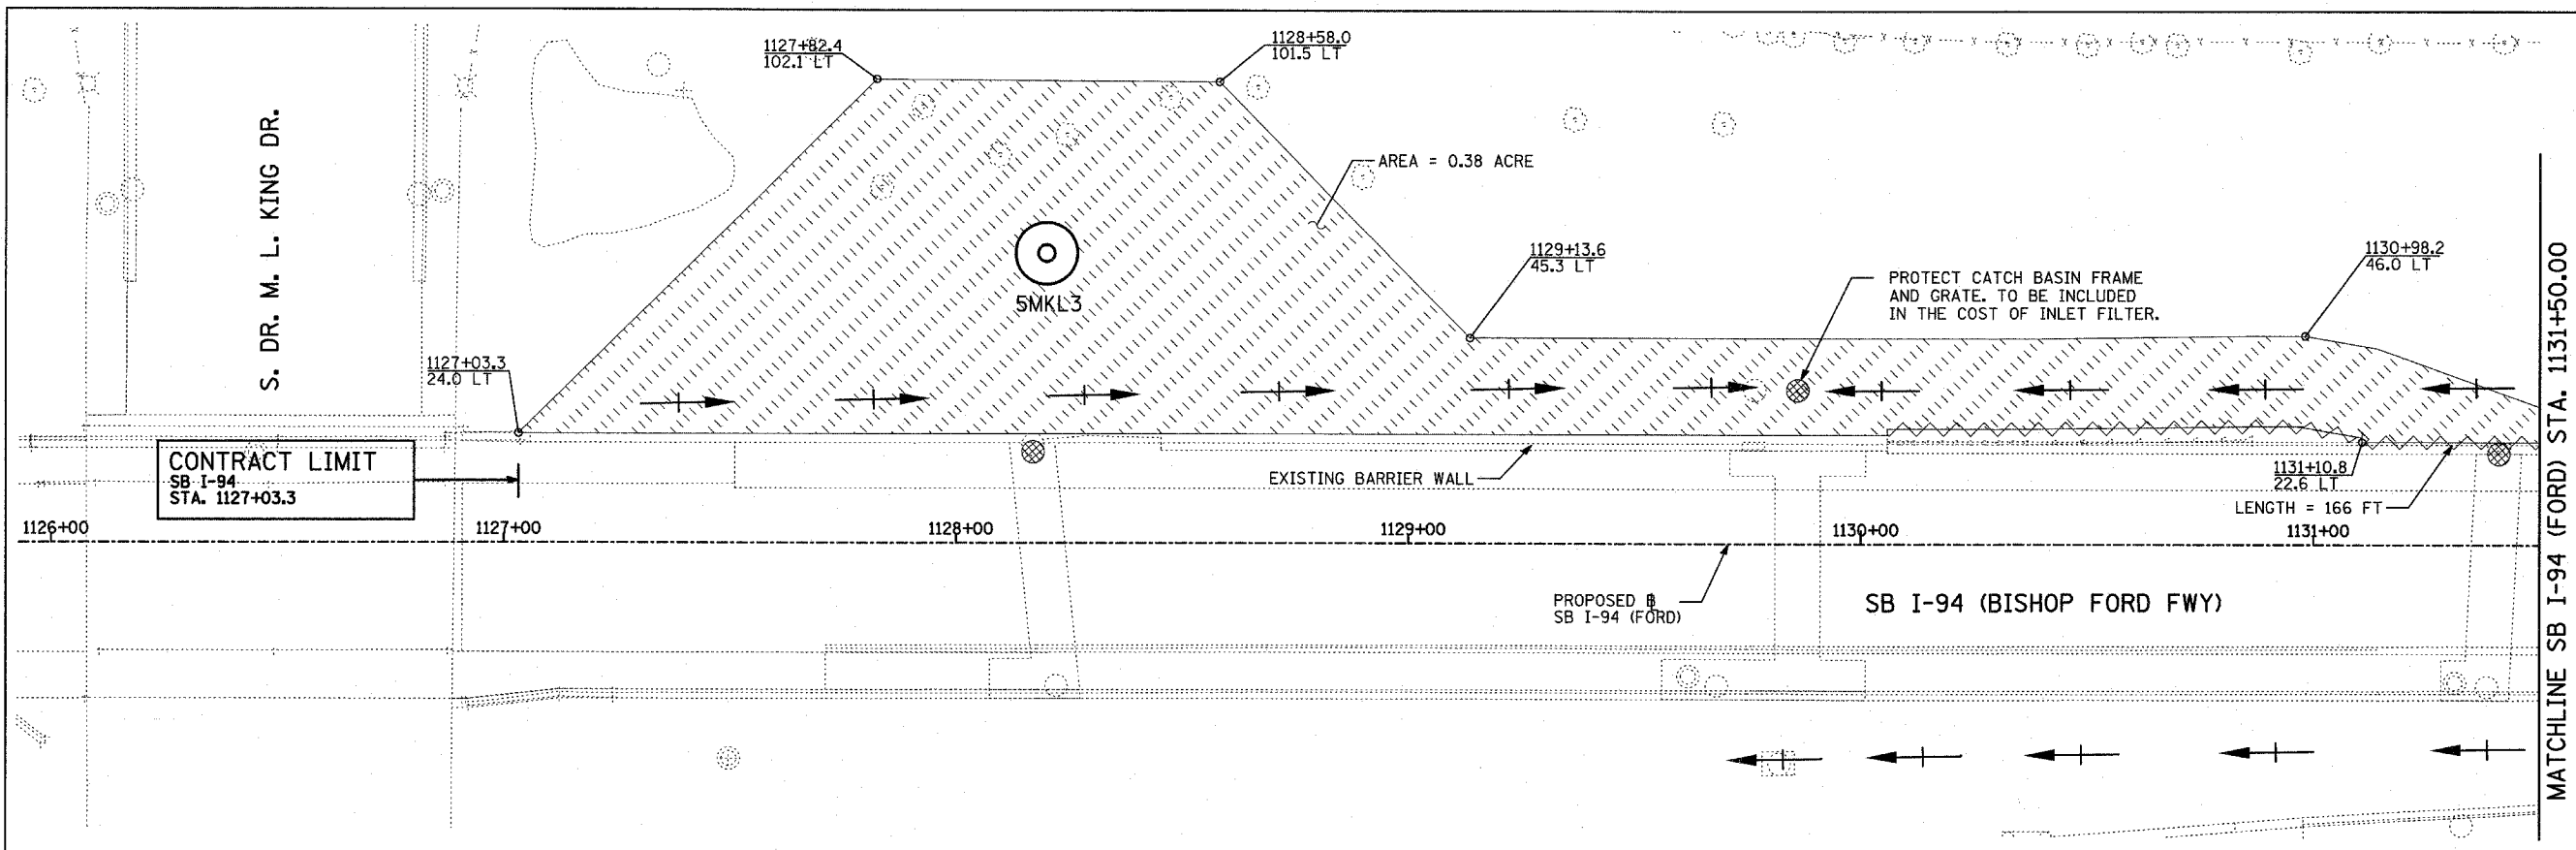 1127+82.4
102.1 LT
1128+58.0
101.5 LT
S. DR. M. L. KING DR.
AREA = 0.38 ACRE
1129+13.6
45.3 LT
1130+98.2
46.0 LT
PROTECT CATCH BASIN FRAME
AND GRATE. TO BE INCLUDED
IN THE COST OF INLET FILTER.
5MKL3
1127+03.3
24.0 LT
CONTRACT LIMIT
SB I-94
STA. 1127+03.3
EXISTING BARRIER WALL
1131+10.8
22.6 LT
LENGTH = 166 FT
1126+00
1127+00
1128+00
1129+00
1130+00
1131+00
PROPOSED B
SB I-94 (FORD)
SB I-94 (BISHOP FORD FWY)
MATCHLINE SB I-94 (FORD) STA. 1131+50.00